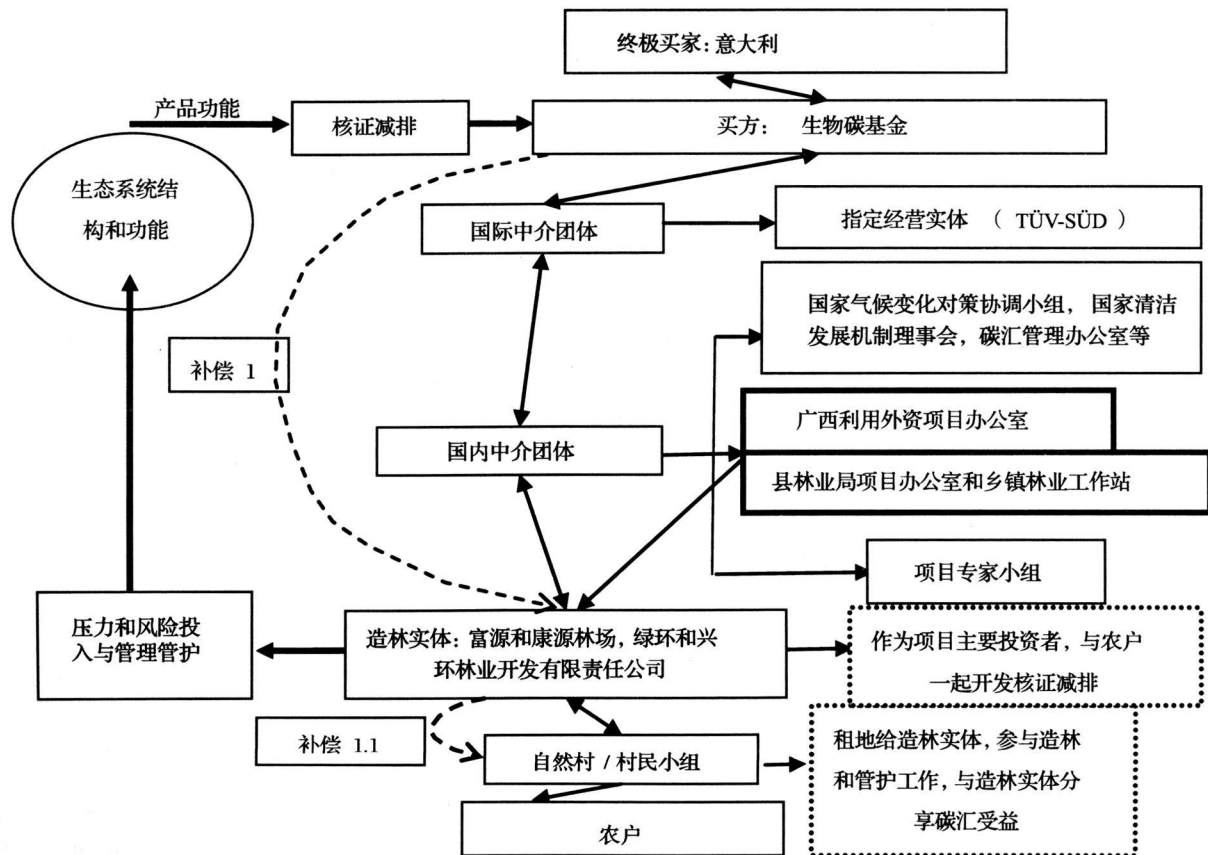 终极买家：意大利
产品功能
核证减排
买方： 生物碳基金
生态系统结
构和功能
国际中介团体
指定经营实体 （ TÜV-SÜD ）
国家气候变化对策协调小组， 国家清洁
发展机制理事会，碳汇管理办公室等
补偿 1
广西利用外资项目办公室
国内中介团体
县林业局项目办公室和乡镇林业工作站
项目专家小组
压力和风险投
入与管理管护
造林实体：富源和康源林场，绿环和兴
环林业开发有限责任公司
作为项目主要投资者，与农户
一起开发核证减排
补偿 1.1
自然村 / 村民小组
租地给造林实体，参与造林
和管护工作，与造林实体分
享碳汇受益
农户